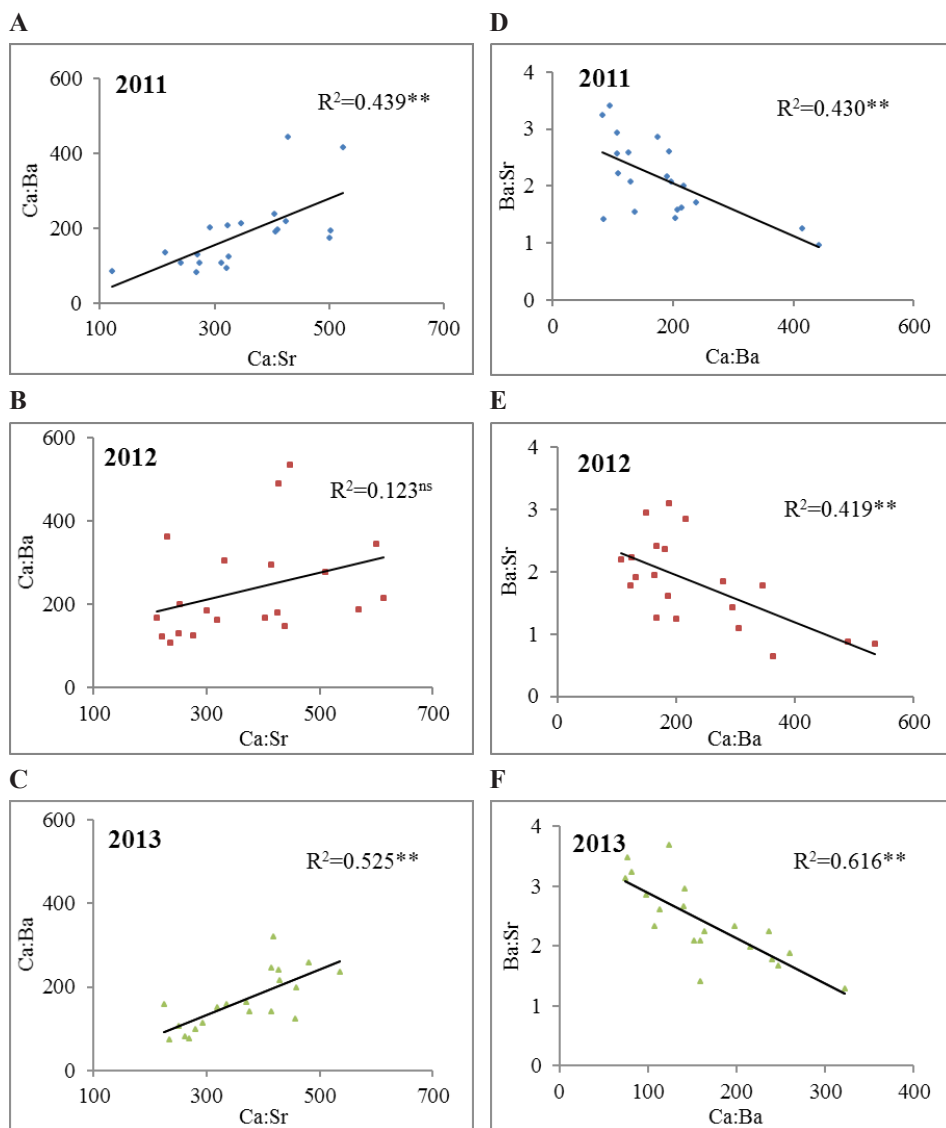 A
2011
R²=0.439**
600
400
200
0
Ca:Ba
100 300 500 700
Ca:Sr
D
2011
R²=0.430**
4
3
2
1
0
Ba:Sr
0 200 400 600
Ca:Ba
B
2012
R²=0.123ns
600
400
200
0
Ca:Ba
100 300 500 700
Ca:Sr
E
2012
R²=0.419**
4
3
2
1
0
Ba:Sr
0 200 400 600
Ca:Ba
C
2013
R²=0.525**
600
400
200
0
Ca:Ba
100 300 500 700
Ca:Sr
F
2013
R²=0.616**
4
3
2
1
0
Ba:Sr
0 100 200 300 400
Ca:Ba